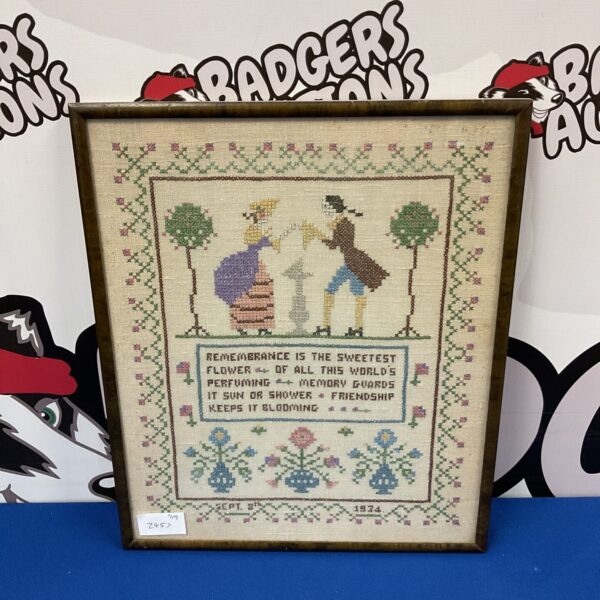 BADGERS
AUCTIONS
REMEMBRANCE IS THE SWEETEST
FLOWER OF ALL THIS WORLD'S
PERFUMING MEMORY GUARDS
IT SUN OR SHOWER FRIENDSHIP
KEEPS IT BLOOMING
SEPT. 8TH 1934